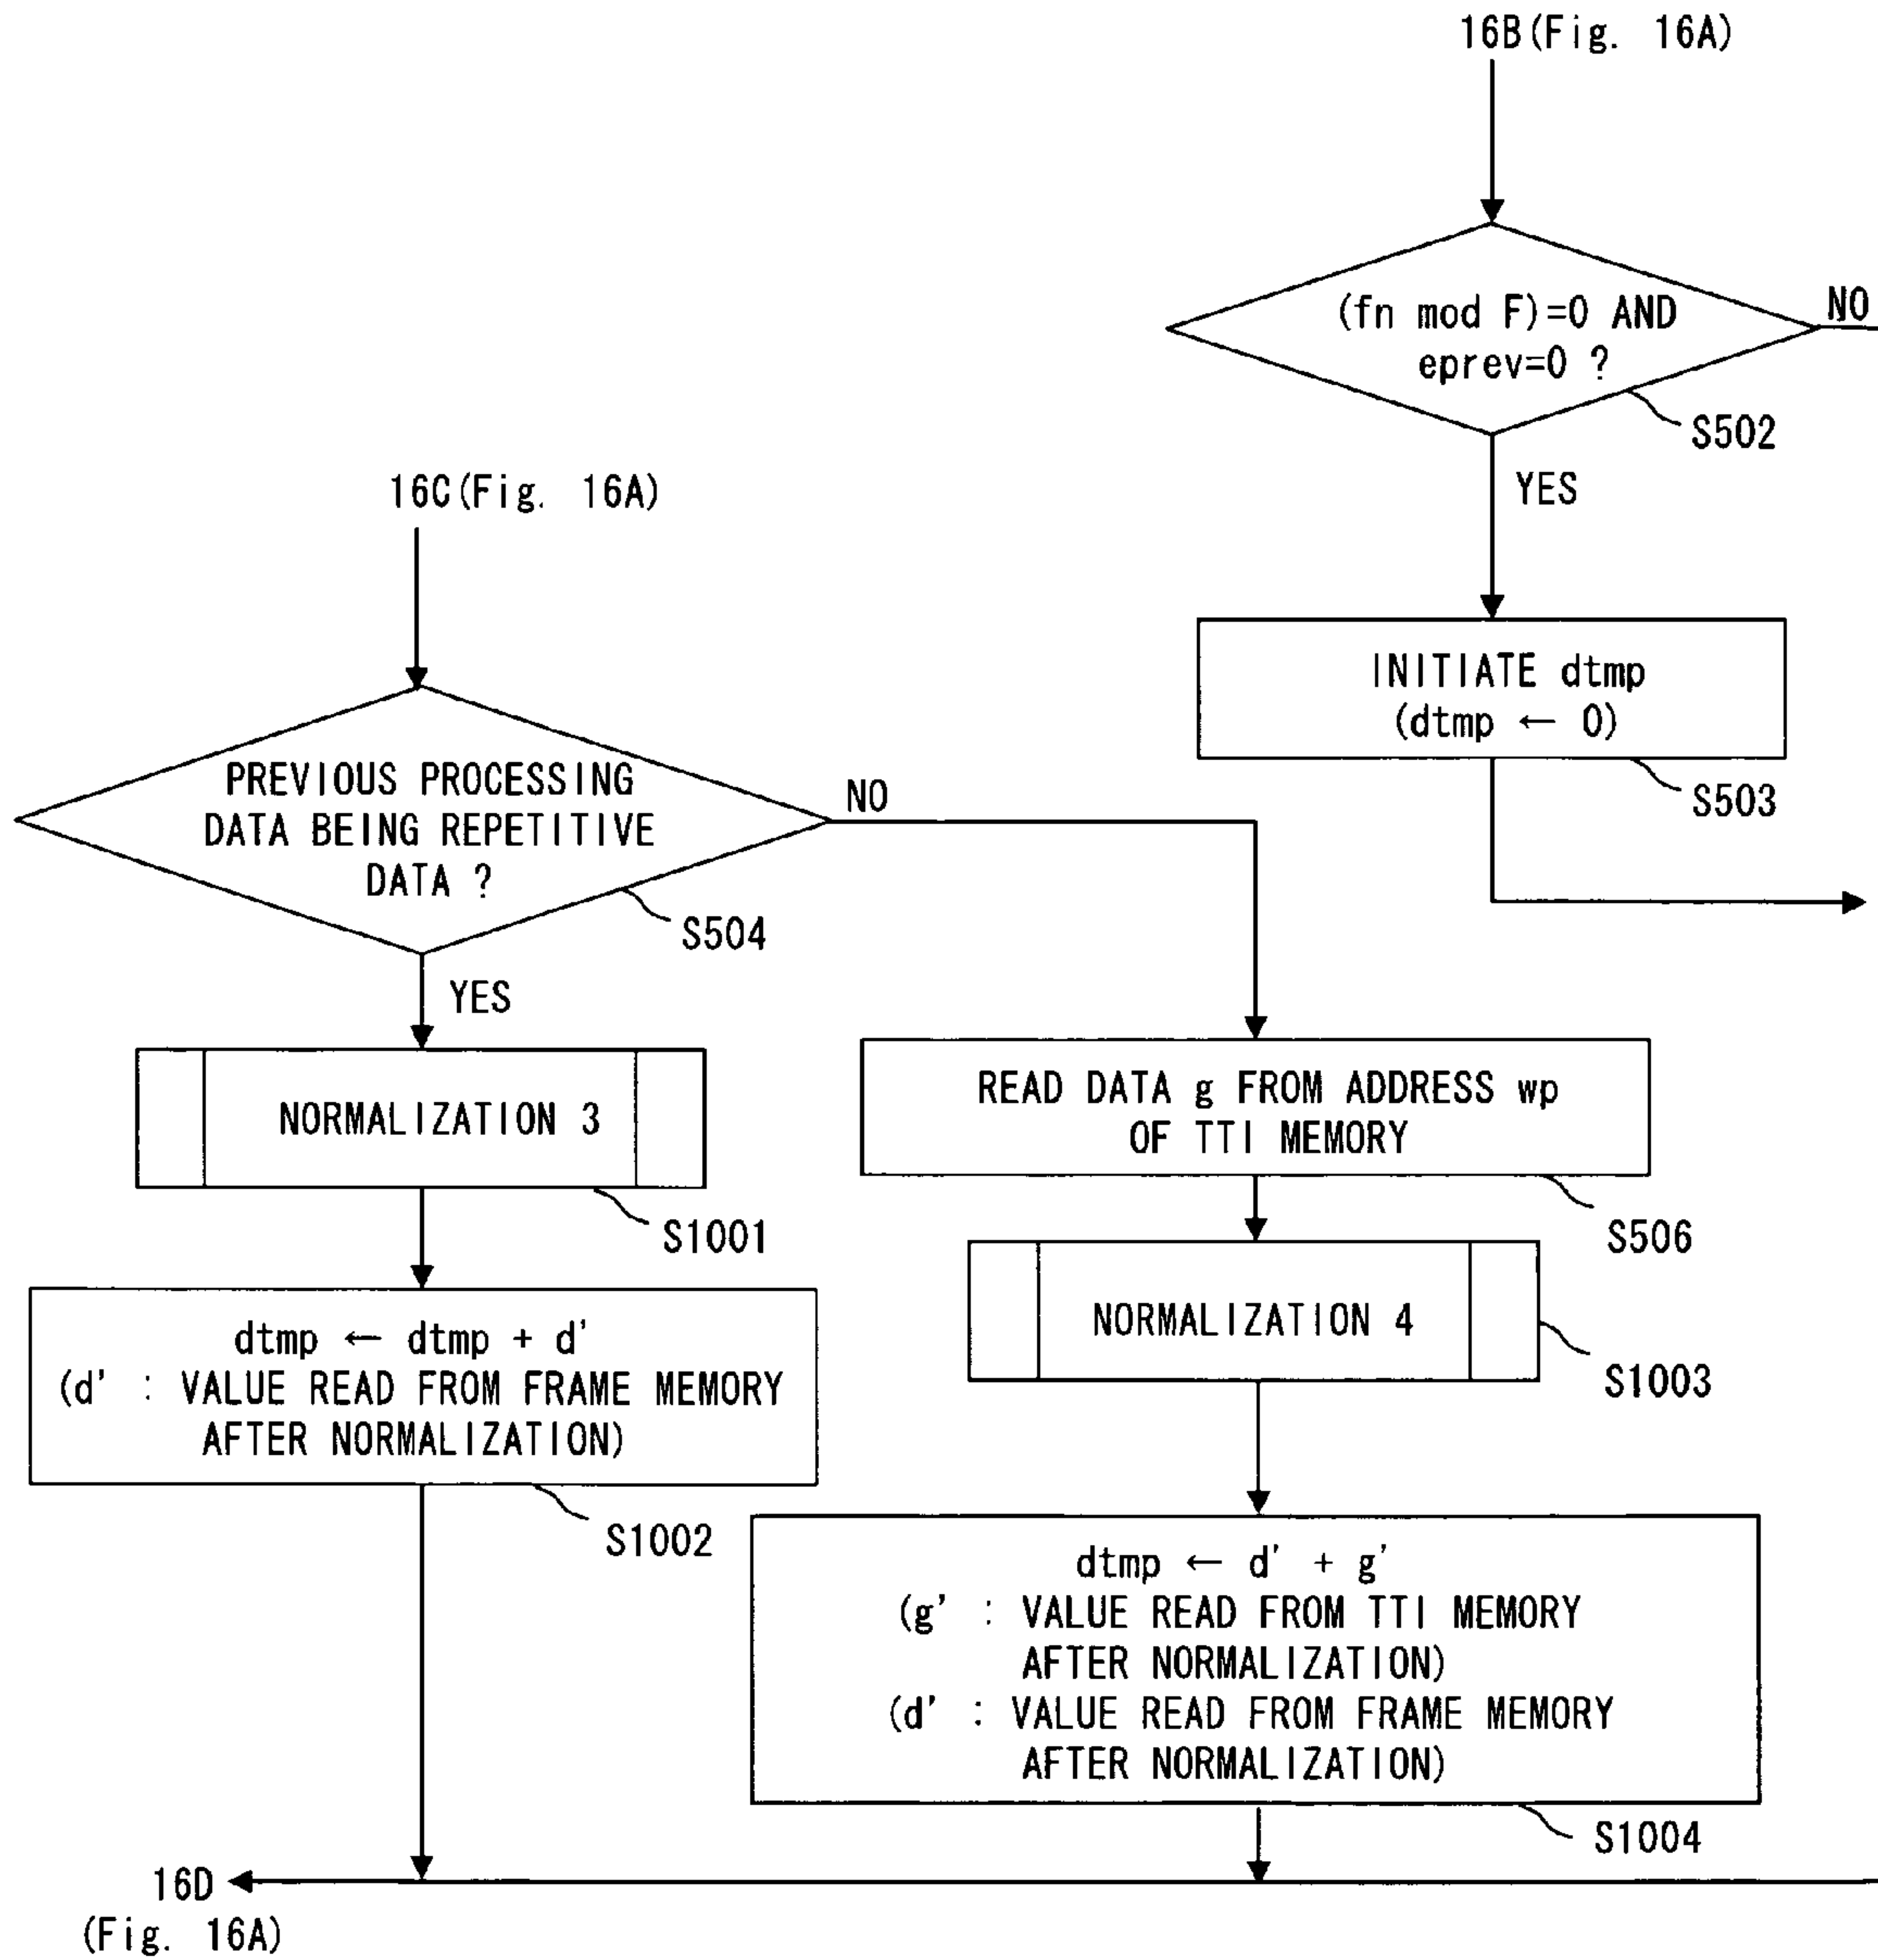 16B(Fig. 16A)
(fn mod F)=0 AND
eprev=0 ?
NO
S502
YES
INITIATE dtmp
(dtmp ← 0)
S503
16C(Fig. 16A)
PREVIOUS PROCESSING
DATA BEING REPETITIVE
DATA ?
NO
S504
YES
NORMALIZATION 3
S1001
dtmp ← dtmp + d'
(d' : VALUE READ FROM FRAME MEMORY
AFTER NORMALIZATION)
S1002
READ DATA g FROM ADDRESS wp
OF TTI MEMORY
S506
NORMALIZATION 4
S1003
dtmp ← d' + g'
(g' : VALUE READ FROM TTI MEMORY
AFTER NORMALIZATION)
(d' : VALUE READ FROM FRAME MEMORY
AFTER NORMALIZATION)
S1004
16D
(Fig. 16A)